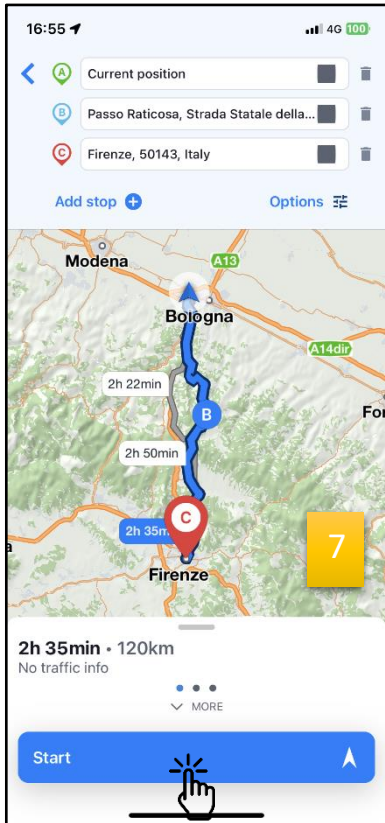 16:55
4G 100
A Current position
B Passo Raticosa, Strada Statale della...
C Firenze, 50143, Italy
Add stop
Options
Modena
A13
Bologna
A14dir
2h 22min
B
For
2h 50min
C
2h 35m
7
Firenze
2h 35min • 120km
No traffic info
MORE
Start